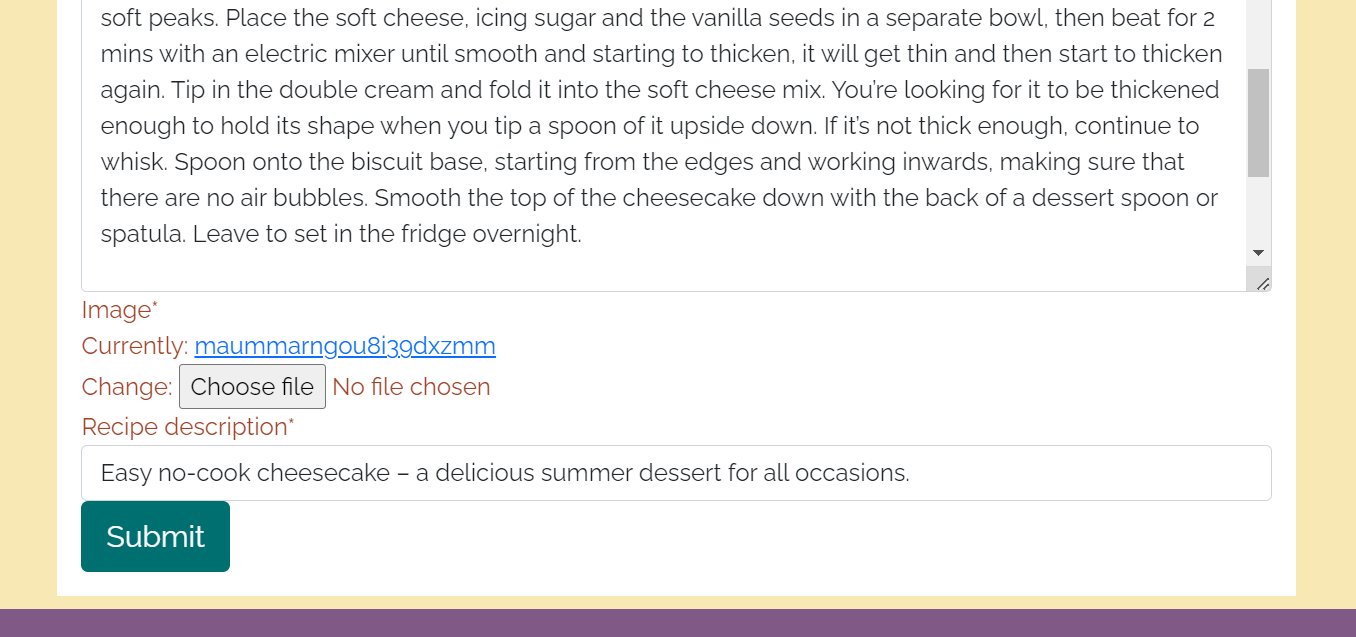 soft peaks. Place the soft cheese, icing sugar and the vanilla seeds in a separate bowl, then beat for 2
mins with an electric mixer until smooth and starting to thicken, it will get thin and then start to thicken
again. Tip in the double cream and fold it into the soft cheese mix. You’re looking for it to be thickened
enough to hold its shape when you tip a spoon of it upside down. If it’s not thick enough, continue to
whisk. Spoon onto the biscuit base, starting from the edges and working inwards, making sure that
there are no air bubbles. Smooth the top of the cheesecake down with the back of a dessert spoon or
spatula. Leave to set in the fridge overnight.
Image*
Currently: maummarngou8i39dxzmm
Change: Choose file No file chosen
Recipe description*
Easy no-cook cheesecake – a delicious summer dessert for all occasions.
Submit